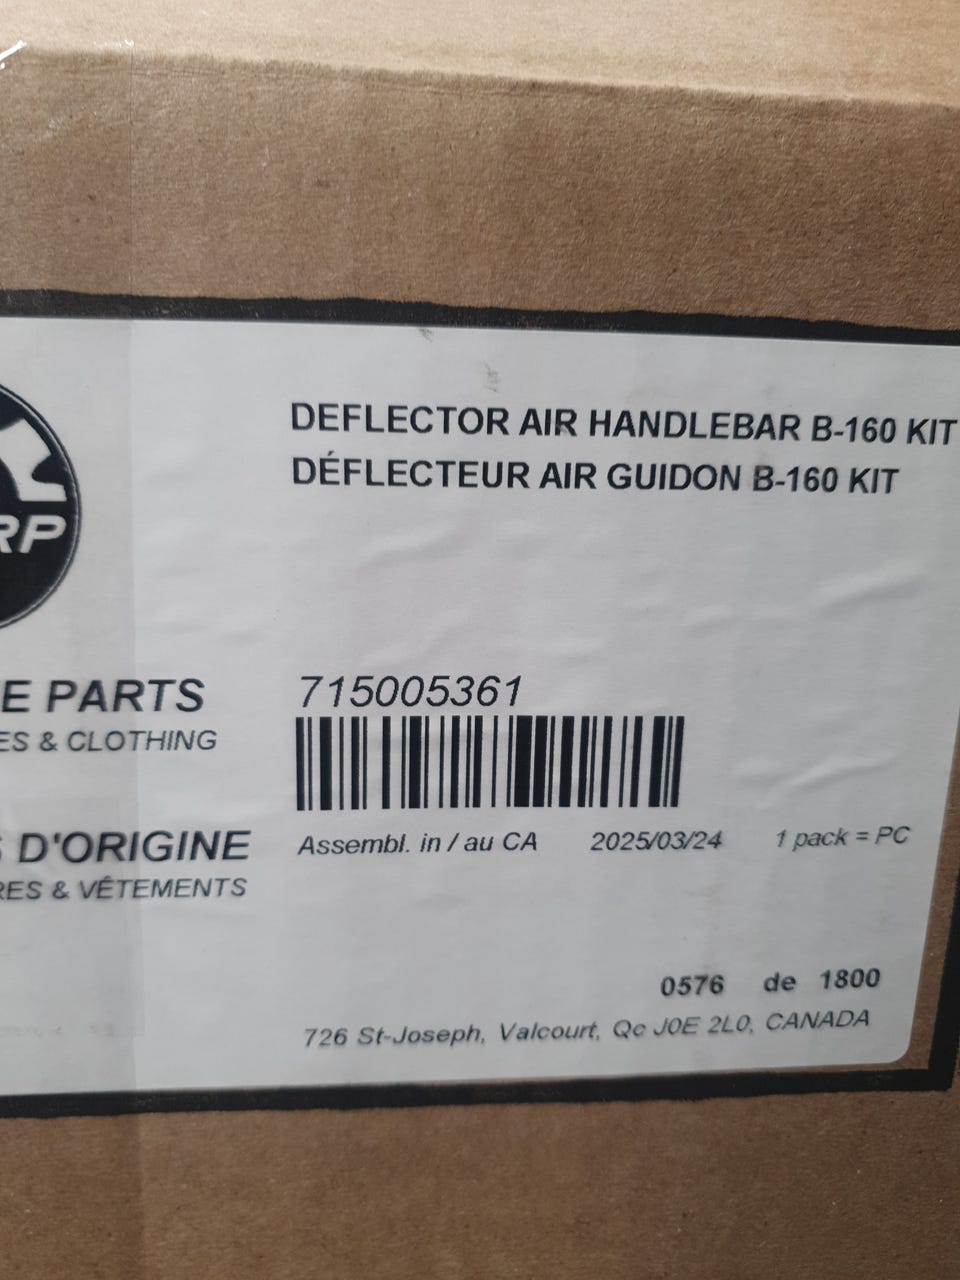 DEFLECTOR AIR HANDLEBAR B-160 KIT
DÉFLECTEUR AIR GUIDON B-160 KIT
RP
E PARTS
ES & CLOTHING
715005361
S D'ORIGINE
RES & VÊTEMENTS
Assembl. in / au CA 2025/03/24 1 pack = PC
0576 de 1800
726 St-Joseph, Valcourt, Qc J0E 2L0, CANADA